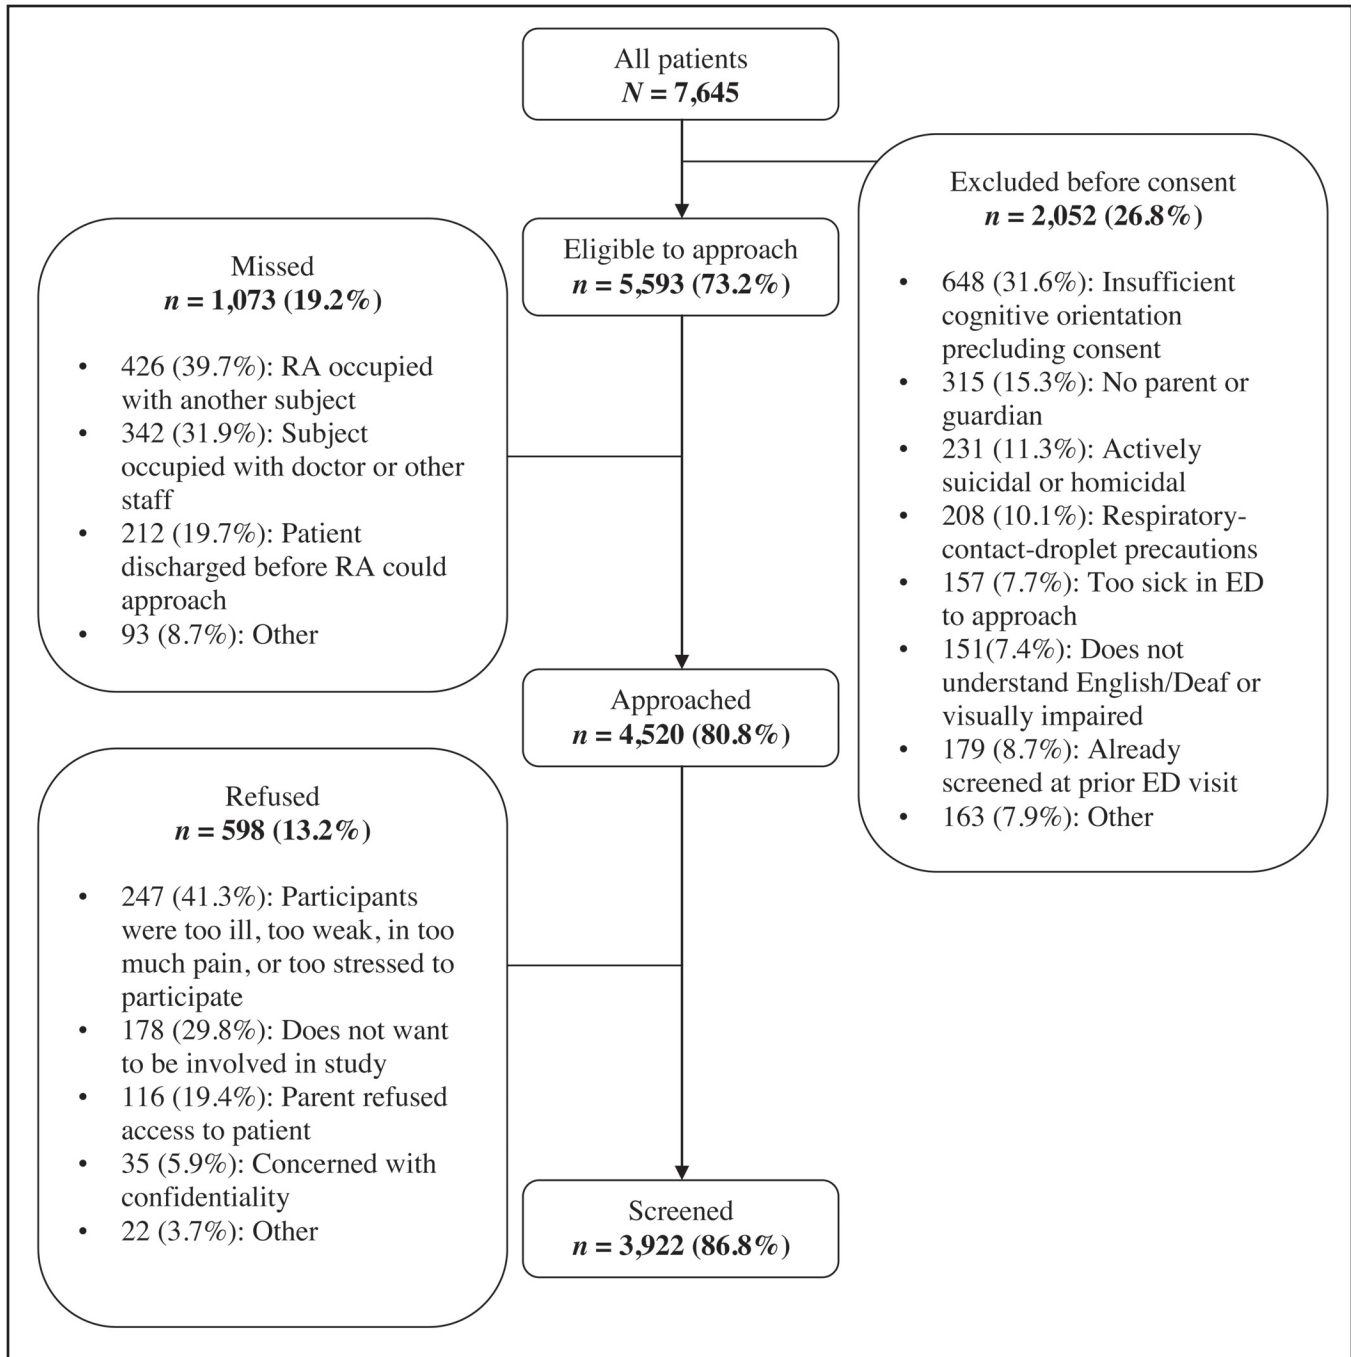 All patients
N = 7,645
Excluded before consent
n = 2,052 (26.8%)
• 648 (31.6%): Insufficient
cognitive orientation
precluding consent
• 315 (15.3%): No parent or
guardian
• 231 (11.3%): Actively
suicidal or homicidal
• 208 (10.1%): Respiratory-
contact-droplet precautions
• 157 (7.7%): Too sick in ED
to approach
• 151(7.4%): Does not
understand English/Deaf or
visually impaired
• 179 (8.7%): Already
screened at prior ED visit
• 163 (7.9%): Other
Eligible to approach
n = 5,593 (73.2%)
Missed
n = 1,073 (19.2%)
• 426 (39.7%): RA occupied
with another subject
• 342 (31.9%): Subject
occupied with doctor or other
staff
• 212 (19.7%): Patient
discharged before RA could
approach
• 93 (8.7%): Other
Approached
n = 4,520 (80.8%)
Refused
n = 598 (13.2%)
• 247 (41.3%): Participants
were too ill, too weak, in too
much pain, or too stressed to
participate
• 178 (29.8%): Does not want
to be involved in study
• 116 (19.4%): Parent refused
access to patient
• 35 (5.9%): Concerned with
confidentiality
• 22 (3.7%): Other
Screened
n = 3,922 (86.8%)